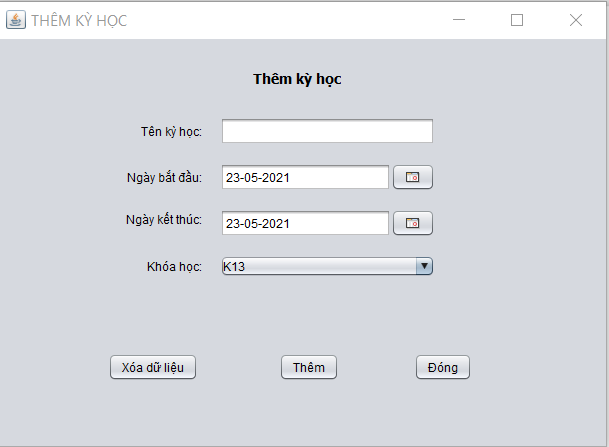 THÊM KỲ HỌC
Thêm kỳ học
Tên kỳ học:
Ngày bắt đầu: 23-05-2021
Ngày kết thúc: 23-05-2021
Khóa học: K13
Xóa dữ liệu Thêm Đóng